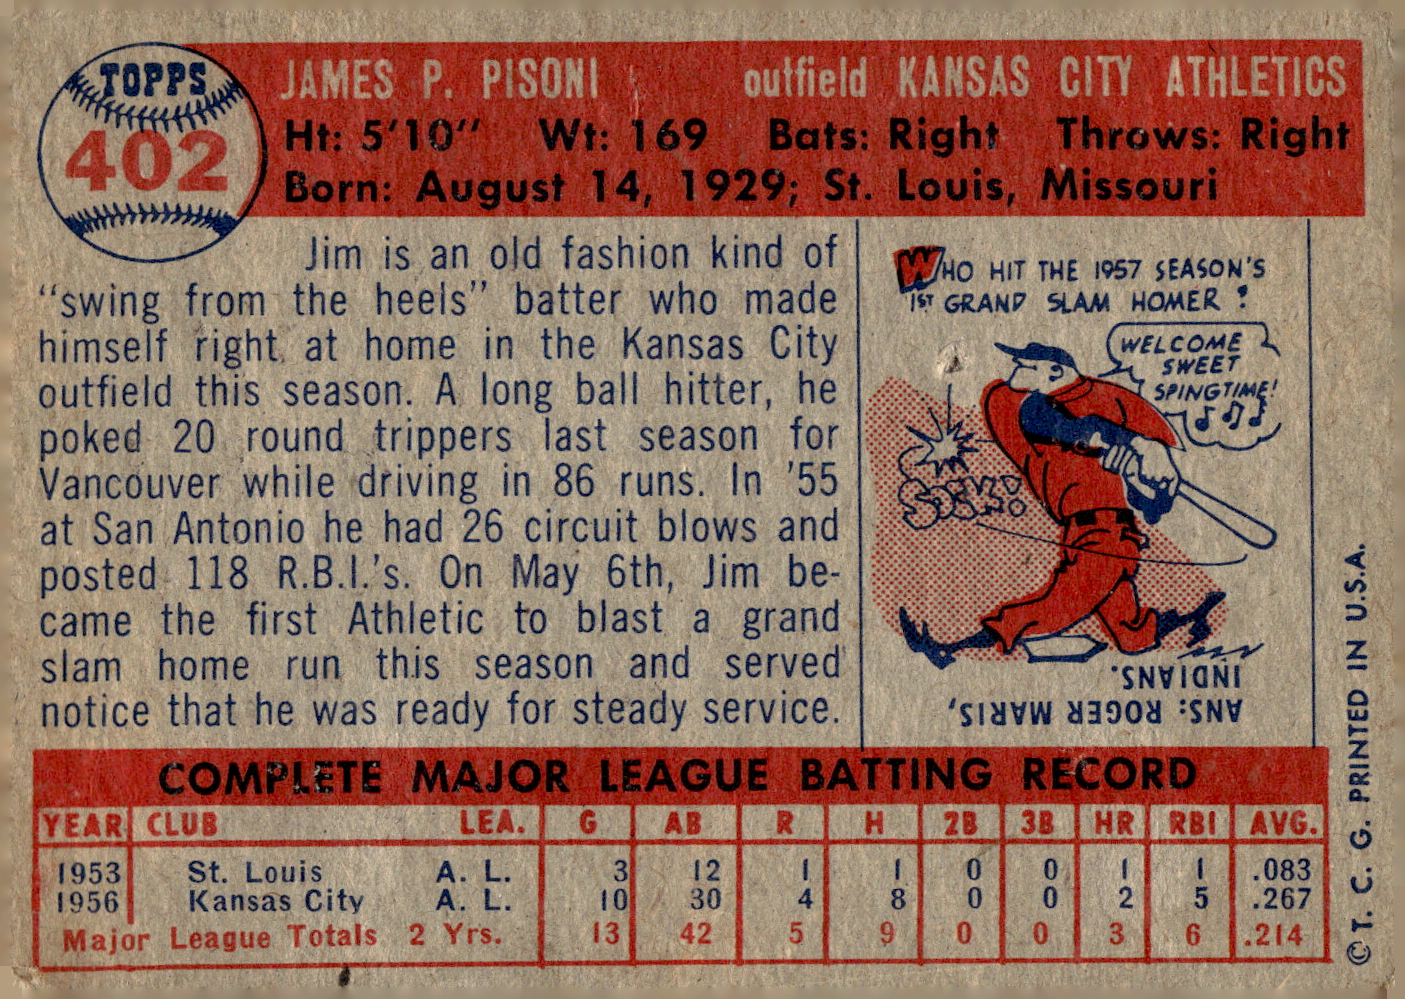 TOPPS
402
JAMES P. PISONI outfield KANSAS CITY ATHLETICS
Ht: 5'10" Wt: 169 Bats: Right Throws: Right
Born: August 14, 1929; St. Louis, Missouri
Jim is an old fashion kind of
"swing from the heels" batter who made
himself right at home in the Kansas City
outfield this season. A long ball hitter, he
poked 20 round trippers last season for
Vancouver while driving in 86 runs. In '55
at San Antonio he had 26 circuit blows and
posted 118 R.B.I.'s. On May 6th, Jim be-
came the first Athletic to blast a grand
slam home run this season and served
notice that he was ready for steady service.
WHO HIT THE 1957 SEASON'S
1ST GRAND SLAM HOMER ?
WELCOME
SWEET
SPINGTIME!
ANS: ROGER MARIS,
INDIANS.
COMPLETE MAJOR LEAGUE BATTING RECORD
YEAR CLUB LEA. G AB R H 2B 3B HR RBI AVG.
1953 St. Louis A. L. 3 12 1 1 0 0 1 1 .083
1956 Kansas City A. L. 10 30 4 8 0 0 2 5 .267
Major League Totals 2 Yrs. 13 42 5 9 0 0 3 6 .214
© T. C. G. PRINTED IN U.S.A.